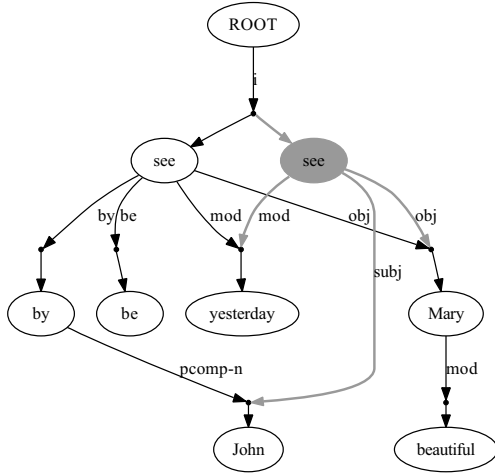 ROOT
i
see see
by be mod mod obj obj
subj
by be yesterday Mary
pcomp-n mod
John beautiful